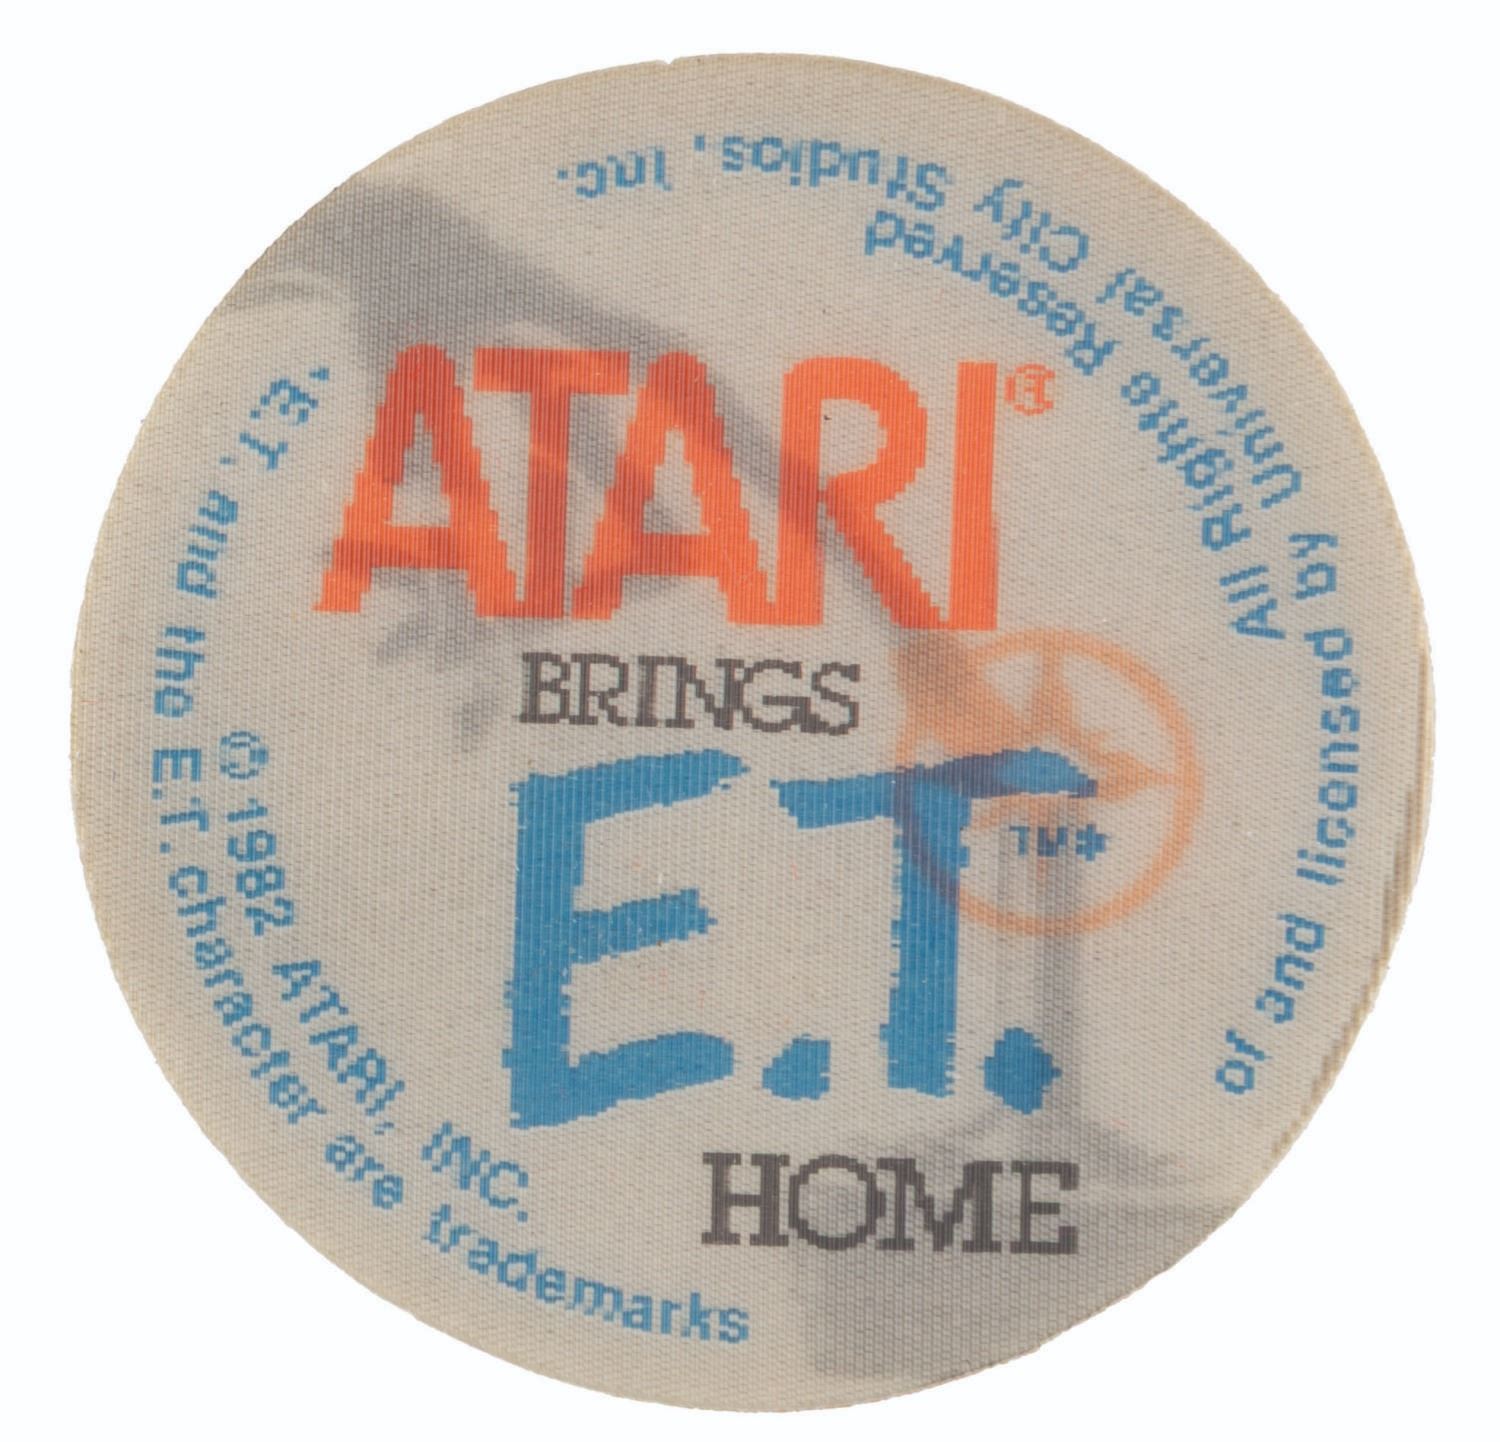 ATARI®
BRINGS
E.T.
TM*
HOME
© 1982 ATARI, INC.
All Rights Reserved
*E.T. and the E.T. character are trademarks
of and licensed by Universal City Studios, Inc.